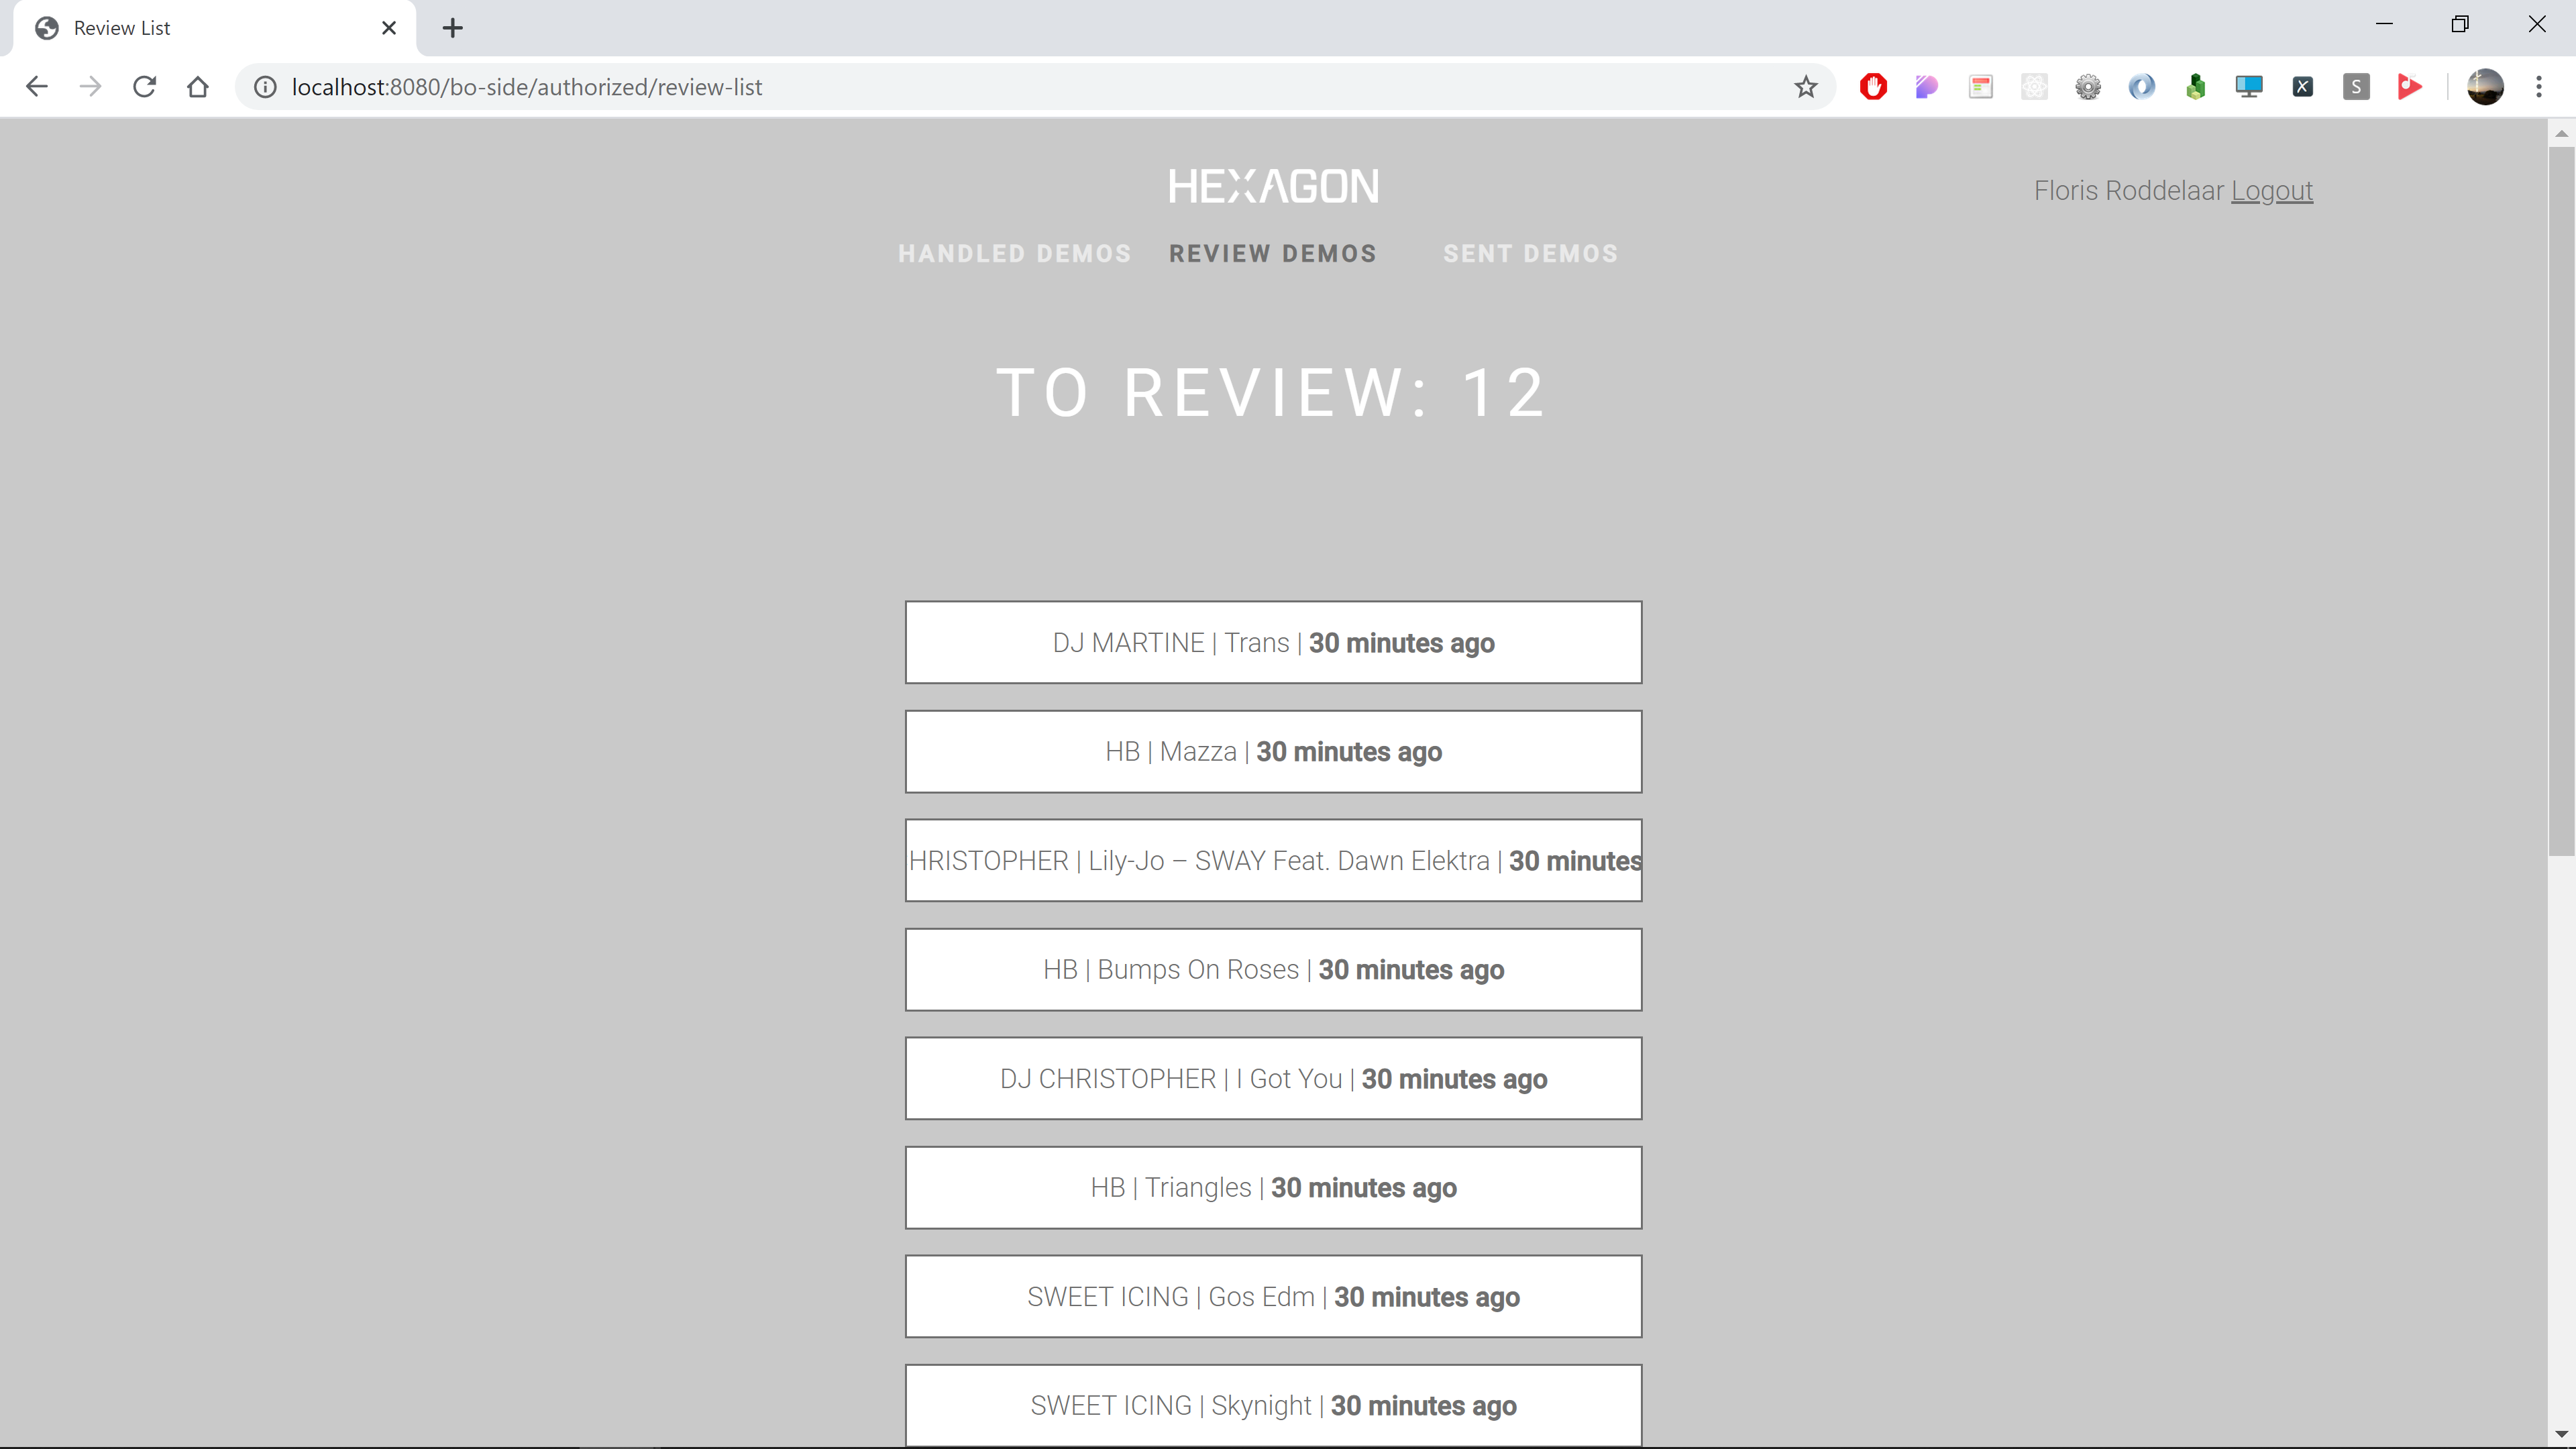 Review List
localhost:8080/bo-side/authorized/review-list
HEXAGON
Floris Roddelaar Logout
HANDLED DEMOS REVIEW DEMOS SENT DEMOS
TO REVIEW: 12
DJ MARTINE | Trans | 30 minutes ago
HB | Mazza | 30 minutes ago
HRISTOPHER | Lily-Jo – SWAY Feat. Dawn Elektra | 30 minutes
HB | Bumps On Roses | 30 minutes ago
DJ CHRISTOPHER | I Got You | 30 minutes ago
HB | Triangles | 30 minutes ago
SWEET ICING | Gos Edm | 30 minutes ago
SWEET ICING | Skynight | 30 minutes ago